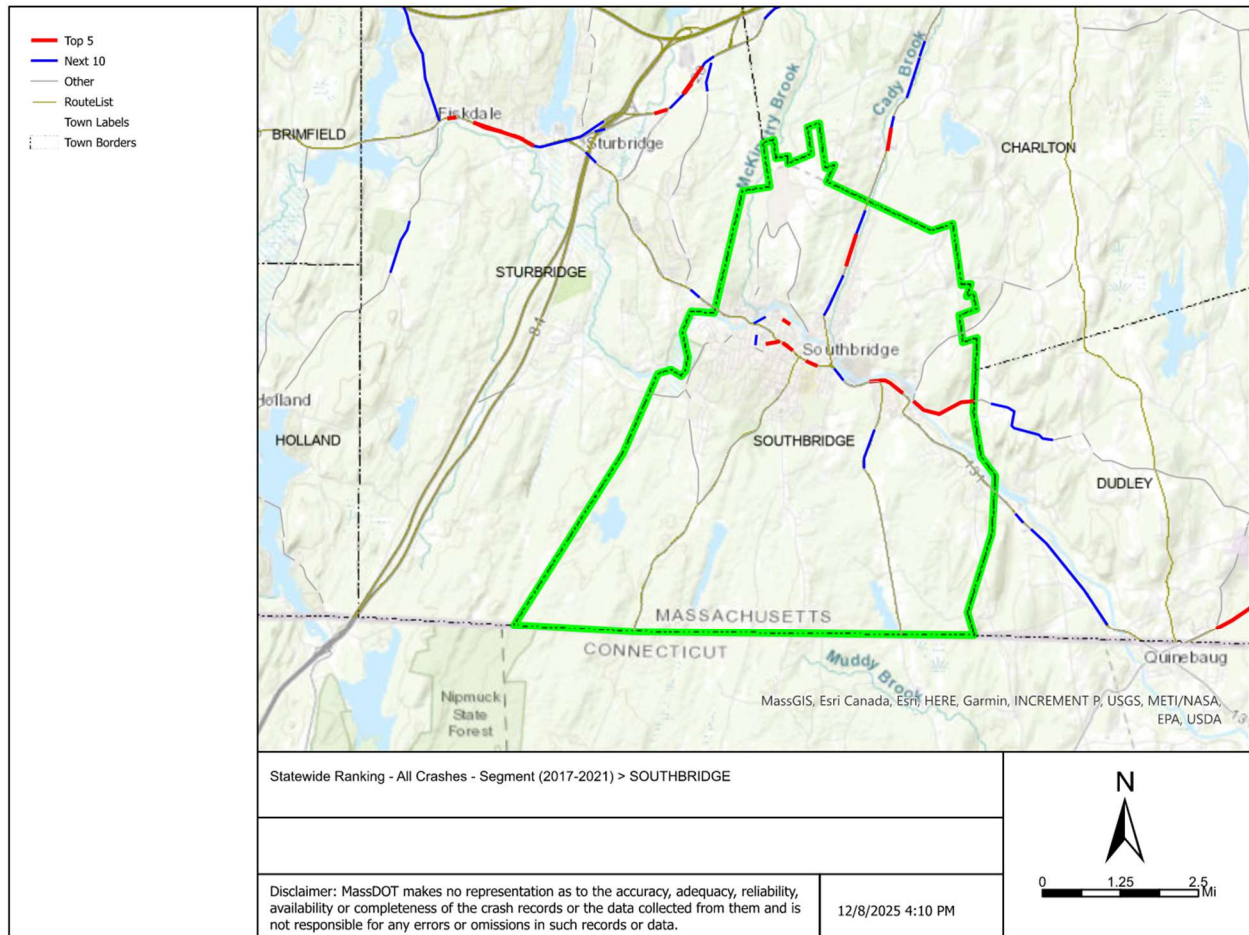 Top 5
Next 10
Other
RouteList
Town Labels
Town Borders
Fiskdale
BRIMFIELD
Sturbridge
McKinstry Brook
Cady Brook
CHARLTON
STURBRIDGE
84
Holland
HOLLAND
Southbridge
SOUTHBRIDGE
131
DUDLEY
MASSACHUSETTS
CONNECTICUT
Muddy Brook
Quinebaug
Nipmuck
State
Forest
MassGIS, Esri Canada, Esri, HERE, Garmin, INCREMENT P, USGS, METI/NASA,
EPA, USDA
Statewide Ranking - All Crashes - Segment (2017-2021) > SOUTHBRIDGE
N
0 1.25 2.5
Mi
Disclaimer: MassDOT makes no representation as to the accuracy, adequacy, reliability,
availability or completeness of the crash records or the data collected from them and is
not responsible for any errors or omissions in such records or data.
12/8/2025 4:10 PM